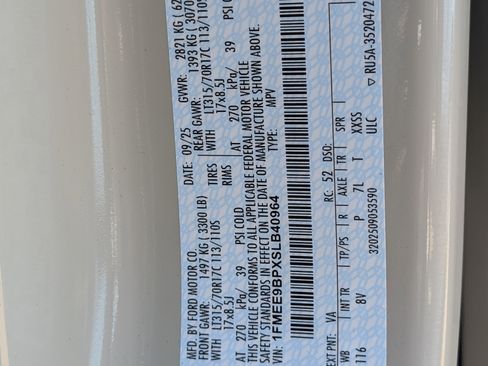 MFD. BY FORD MOTOR CO.
DATE: 09/25 GVWR: 2821 KG ( 62
FRONT GAWR: 1497 KG ( 3300 LB) REAR GAWR: 1393 KG ( 3070
WITH LT315/70R17C 113/110S TIRES WITH LT315/70R17C 113/110S
17x8.5J RIMS 17x8.5J
AT 270 kPa/ 39 PSI COLD AT 270 kPa/ 39 PSI CO
THIS VEHICLE CONFORMS TO ALL APPLICABLE FEDERAL MOTOR VEHICLE
SAFETY STANDARDS IN EFFECT ON THE DATE OF MANUFACTURE SHOWN ABOVE.
VIN: 1FMEE9BPXSLB40964
TYPE: MPV
EXT PNT: VA RC: 52 DSO:
WB INT TR TP/PS R AXLE TR SPR
116 8V P 7L T XXSS
ULC
3202509053590 ▽ RU5A-3520472